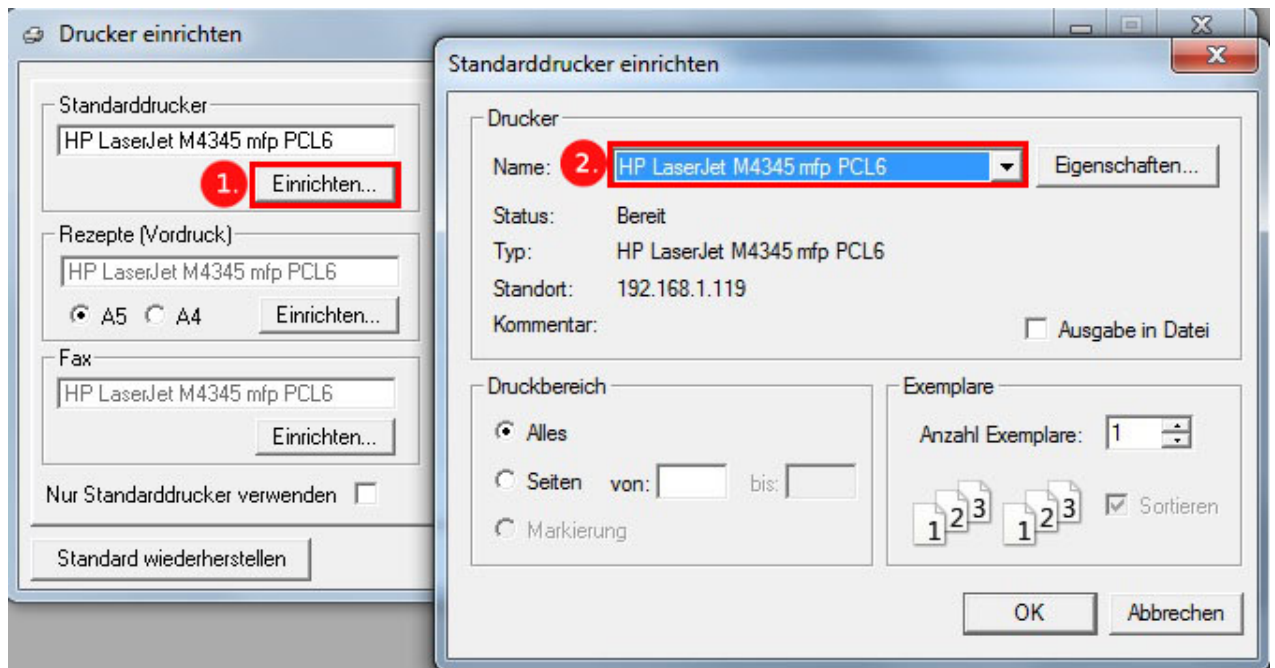 Drucker einrichten
Standarddrucker
HP LaserJet M4345 mfp PCL6
1. Einrichten...
Rezepte (Vordruck)
HP LaserJet M4345 mfp PCL6
A5 A4 Einrichten...
Fax
HP LaserJet M4345 mfp PCL6
Einrichten...
Nur Standarddrucker verwenden
Standard wiederherstellen
Standarddrucker einrichten
Drucker
Name: 2. HP LaserJet M4345 mfp PCL6 Eigenschaften...
Status: Bereit
Typ: HP LaserJet M4345 mfp PCL6
Standort: 192.168.1.119
Kommentar: Ausgabe in Datei
Druckbereich
Alles
Seiten von: bis:
Markierung
Exemplare
Anzahl Exemplare: 1
1 2 3 1 2 3 Sortieren
OK Abbrechen